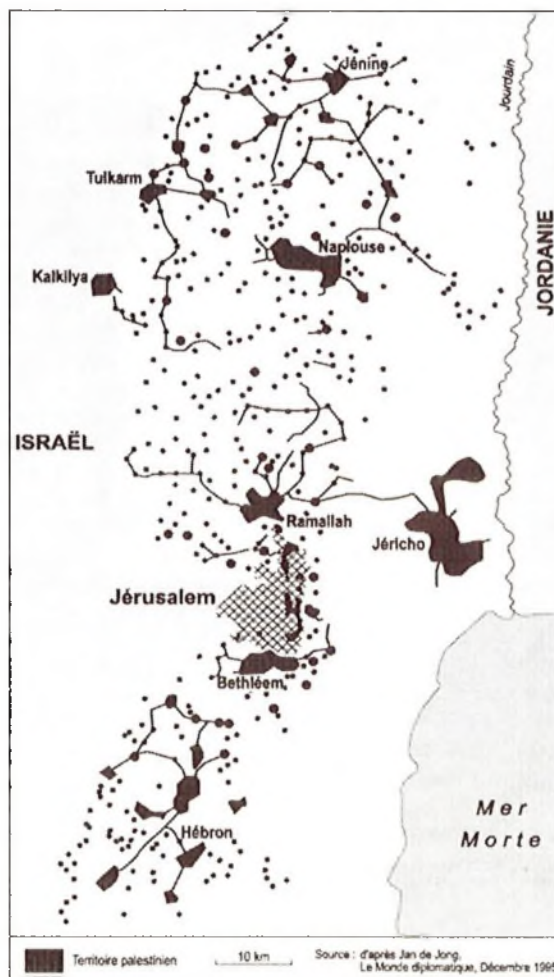 Jénine
Jourdain
Tulkarm
JORDANIE
Naplouse
Kalkilya
ISRAËL
Ramallah
Jéricho
Jérusalem
Bethléem
Mer
Morte
Hébron
Territoire palestinien
10 km
Source : d'après Jan de Jong,
Le Monde diplomatique, Décembre